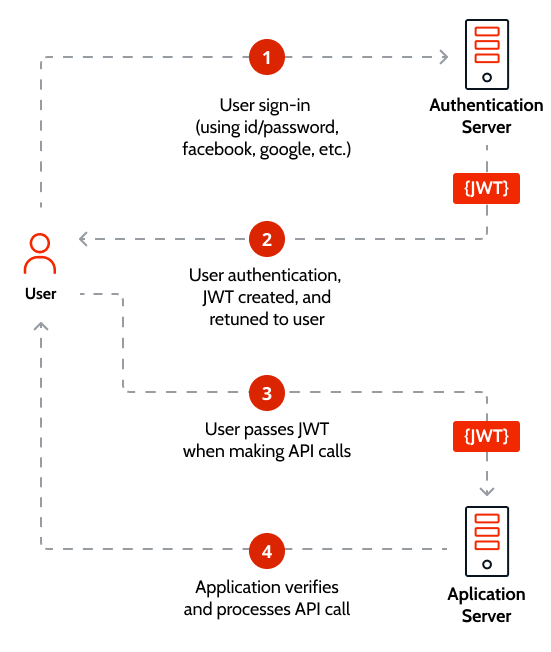 1
User sign-in
(using id/password,
facebook, google, etc.)
Authentication
Server
{JWT}
2
User authentication,
JWT created, and
retuned to user
User
3
User passes JWT
when making API calls
{JWT}
4
Application verifies
and processes API call
Aplication
Server